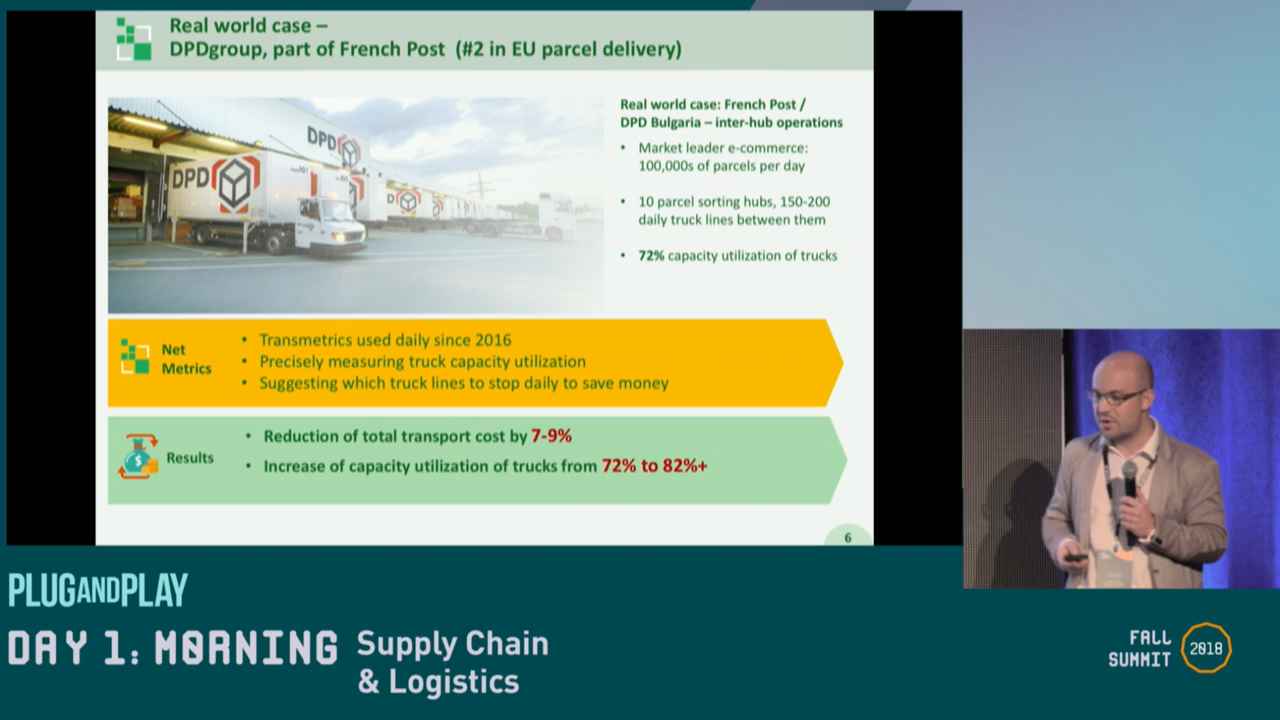 Real world case –
DPDgroup, part of French Post (#2 in EU parcel delivery)
DPD
DPD
DPD
Real world case: French Post /
DPD Bulgaria – inter-hub operations
• Market leader e-commerce:
100,000s of parcels per day
• 10 parcel sorting hubs, 150-200
daily truck lines between them
• 72% capacity utilization of trucks
Net
Metrics
• Transmetrics used daily since 2016
• Precisely measuring truck capacity utilization
• Suggesting which truck lines to stop daily to save money
$
Results
• Reduction of total transport cost by 7-9%
• Increase of capacity utilization of trucks from 72% to 82%+
6
PLUGANDPLAY
DAY 1: MORNING
Supply Chain
& Logistics
FALL
SUMMIT
2018